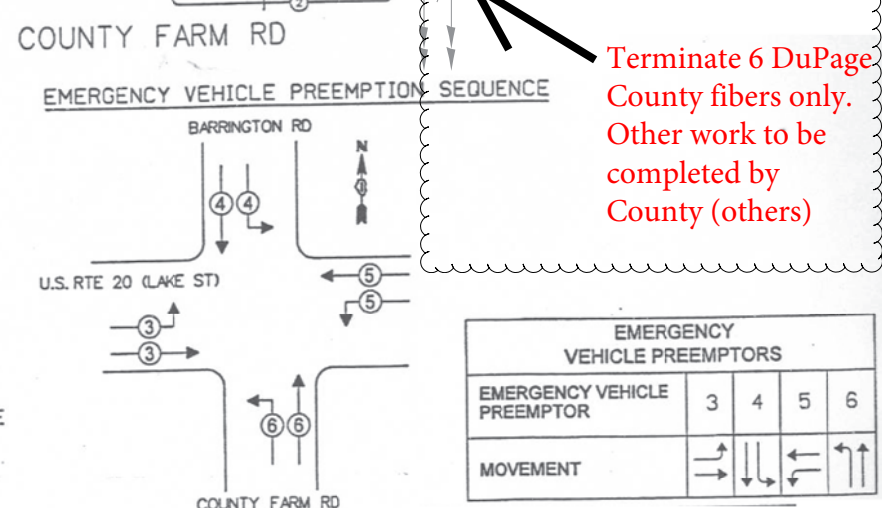 2
COUNTY FARM RD
Terminate 6 DuPage
County fibers only.
Other work to be
completed by
County (others)
EMERGENCY VEHICLE PREEMPTION SEQUENCE
BARRINGTON RD
N
4 4
U.S. RTE 20 (LAKE ST)
5
5
3
3
6 6
COUNTY FARM RD
E
EMERGENCY
VEHICLE PREEMPTORS
EMERGENCY VEHICLE
PREEMPTOR
3 4 5 6
MOVEMENT